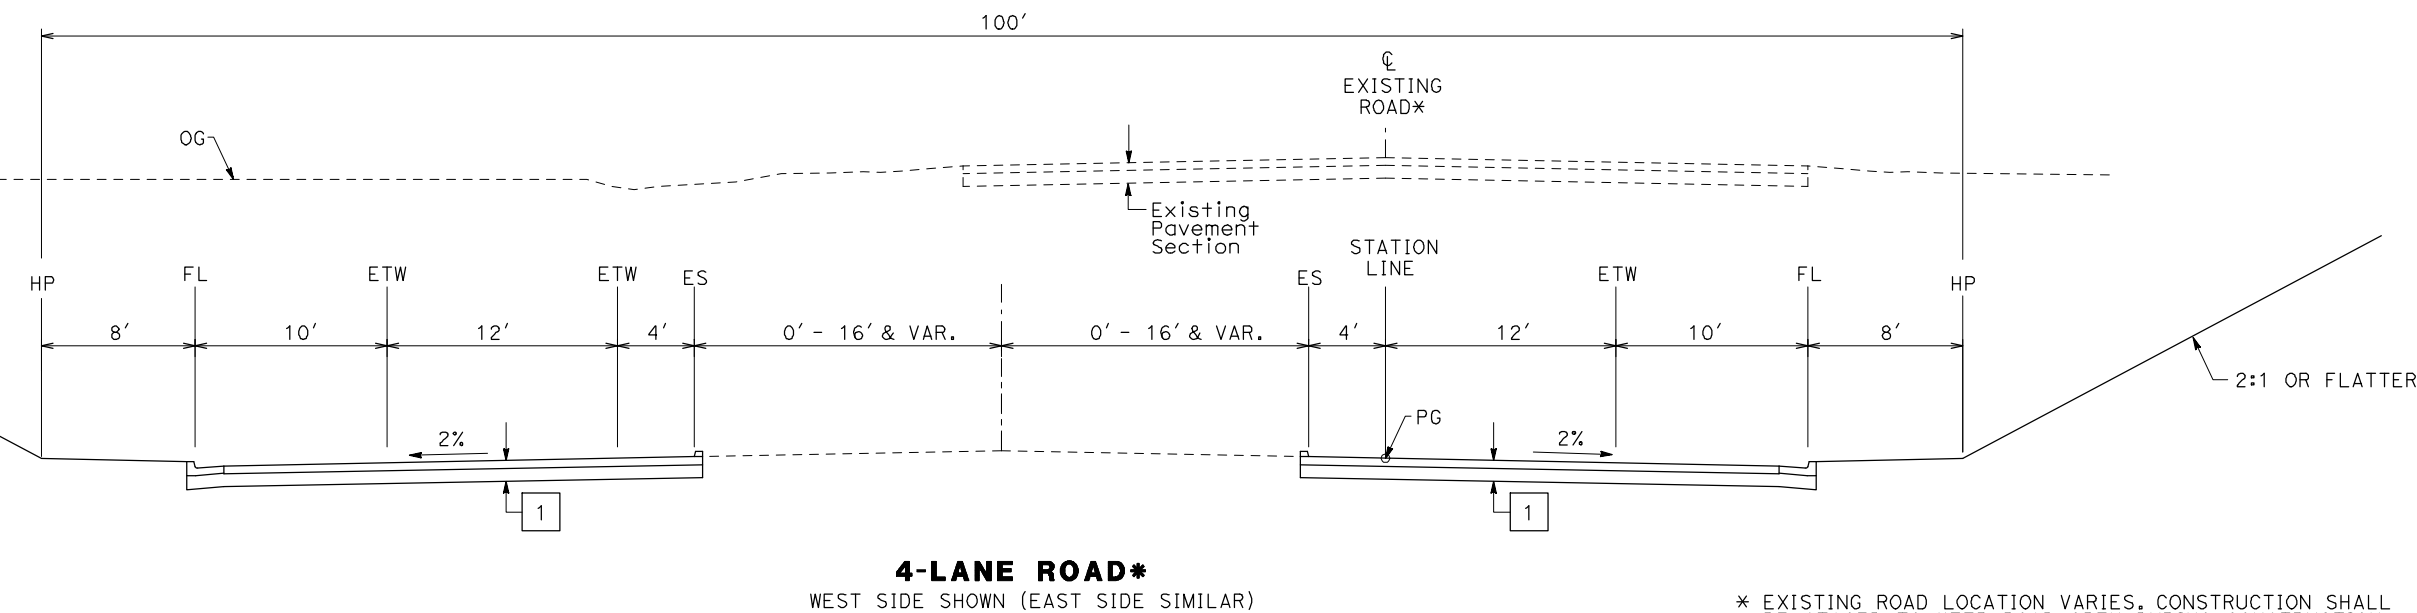 100'
℄
EXISTING
ROAD*
OG
Existing
Pavement
Section
STATION
LINE
HP
FL
ETW
ETW
ES
ES
ETW
FL
HP
8'
10'
12'
4'
0' - 16' & VAR.
0' - 16' & VAR.
4'
12'
10'
8'
2:1 OR FLATTER
PG
2%
2%
1
1
4-LANE ROAD*
WEST SIDE SHOWN (EAST SIDE SIMILAR)
* EXISTING ROAD LOCATION VARIES. CONSTRUCTION SHALL